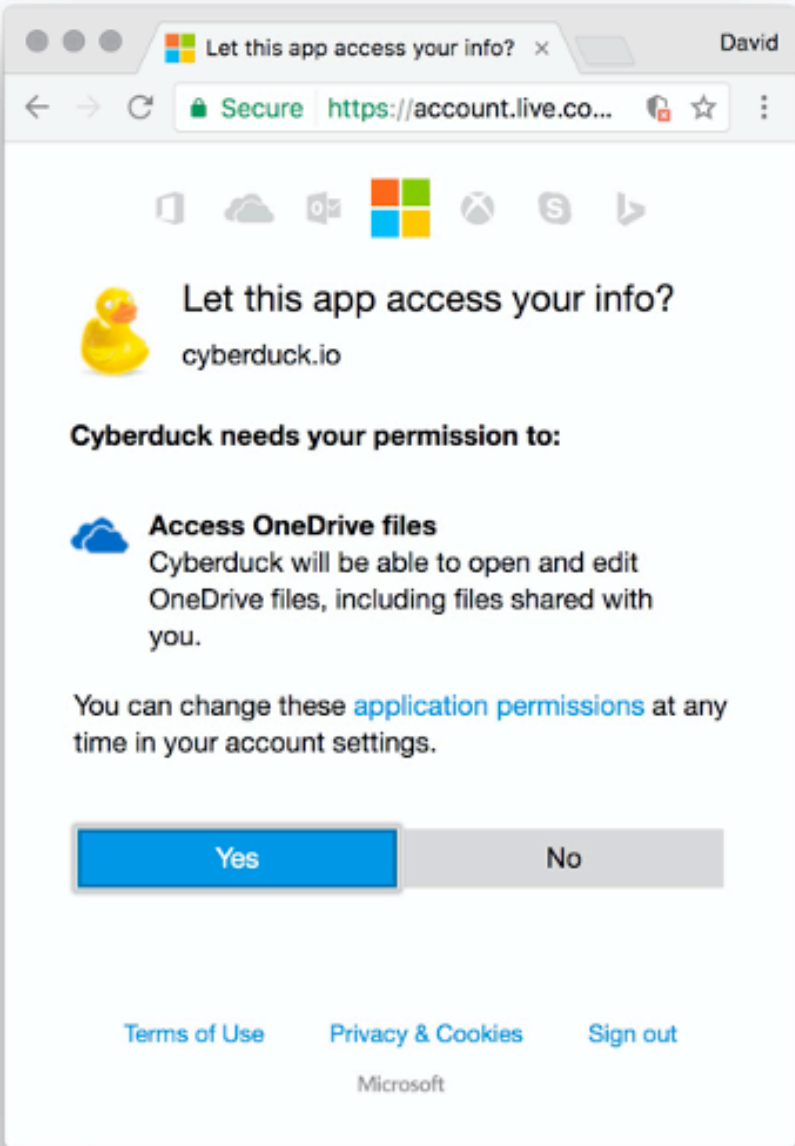 Let this app access your info?
David
Secure https://account.live.co...
Let this app access your info?
cyberduck.io
Cyberduck needs your permission to:
Access OneDrive files
Cyberduck will be able to open and edit
OneDrive files, including files shared with
you.
You can change these application permissions at any
time in your account settings.
Yes No
Terms of Use Privacy & Cookies Sign out
Microsoft